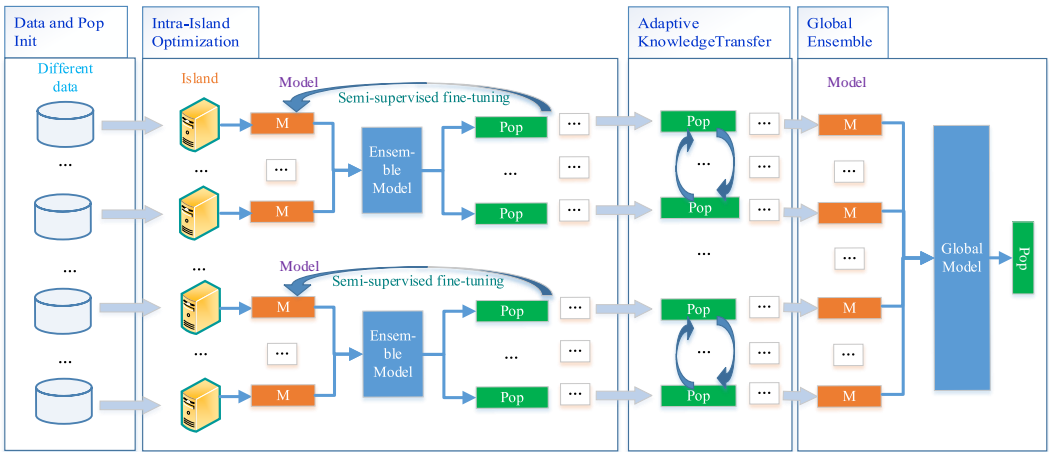 Data and Pop
Init
Intra-Island
Optimization
Adaptive
KnowledgeTransfer
Global
Ensemble
Different
data
Island
Model
Semi-supervised fine-tuning
Model
M
Pop
...
Pop
...
M
...
...
Ensem-
ble
Model
...
...
...
...
...
M
Pop
...
Pop
...
M
...
...
Model
Semi-supervised fine-tuning
...
...
Global
Model
Pop
M
Pop
...
Pop
...
M
...
...
Ensem-
ble
Model
...
...
...
...
...
M
Pop
...
Pop
...
M